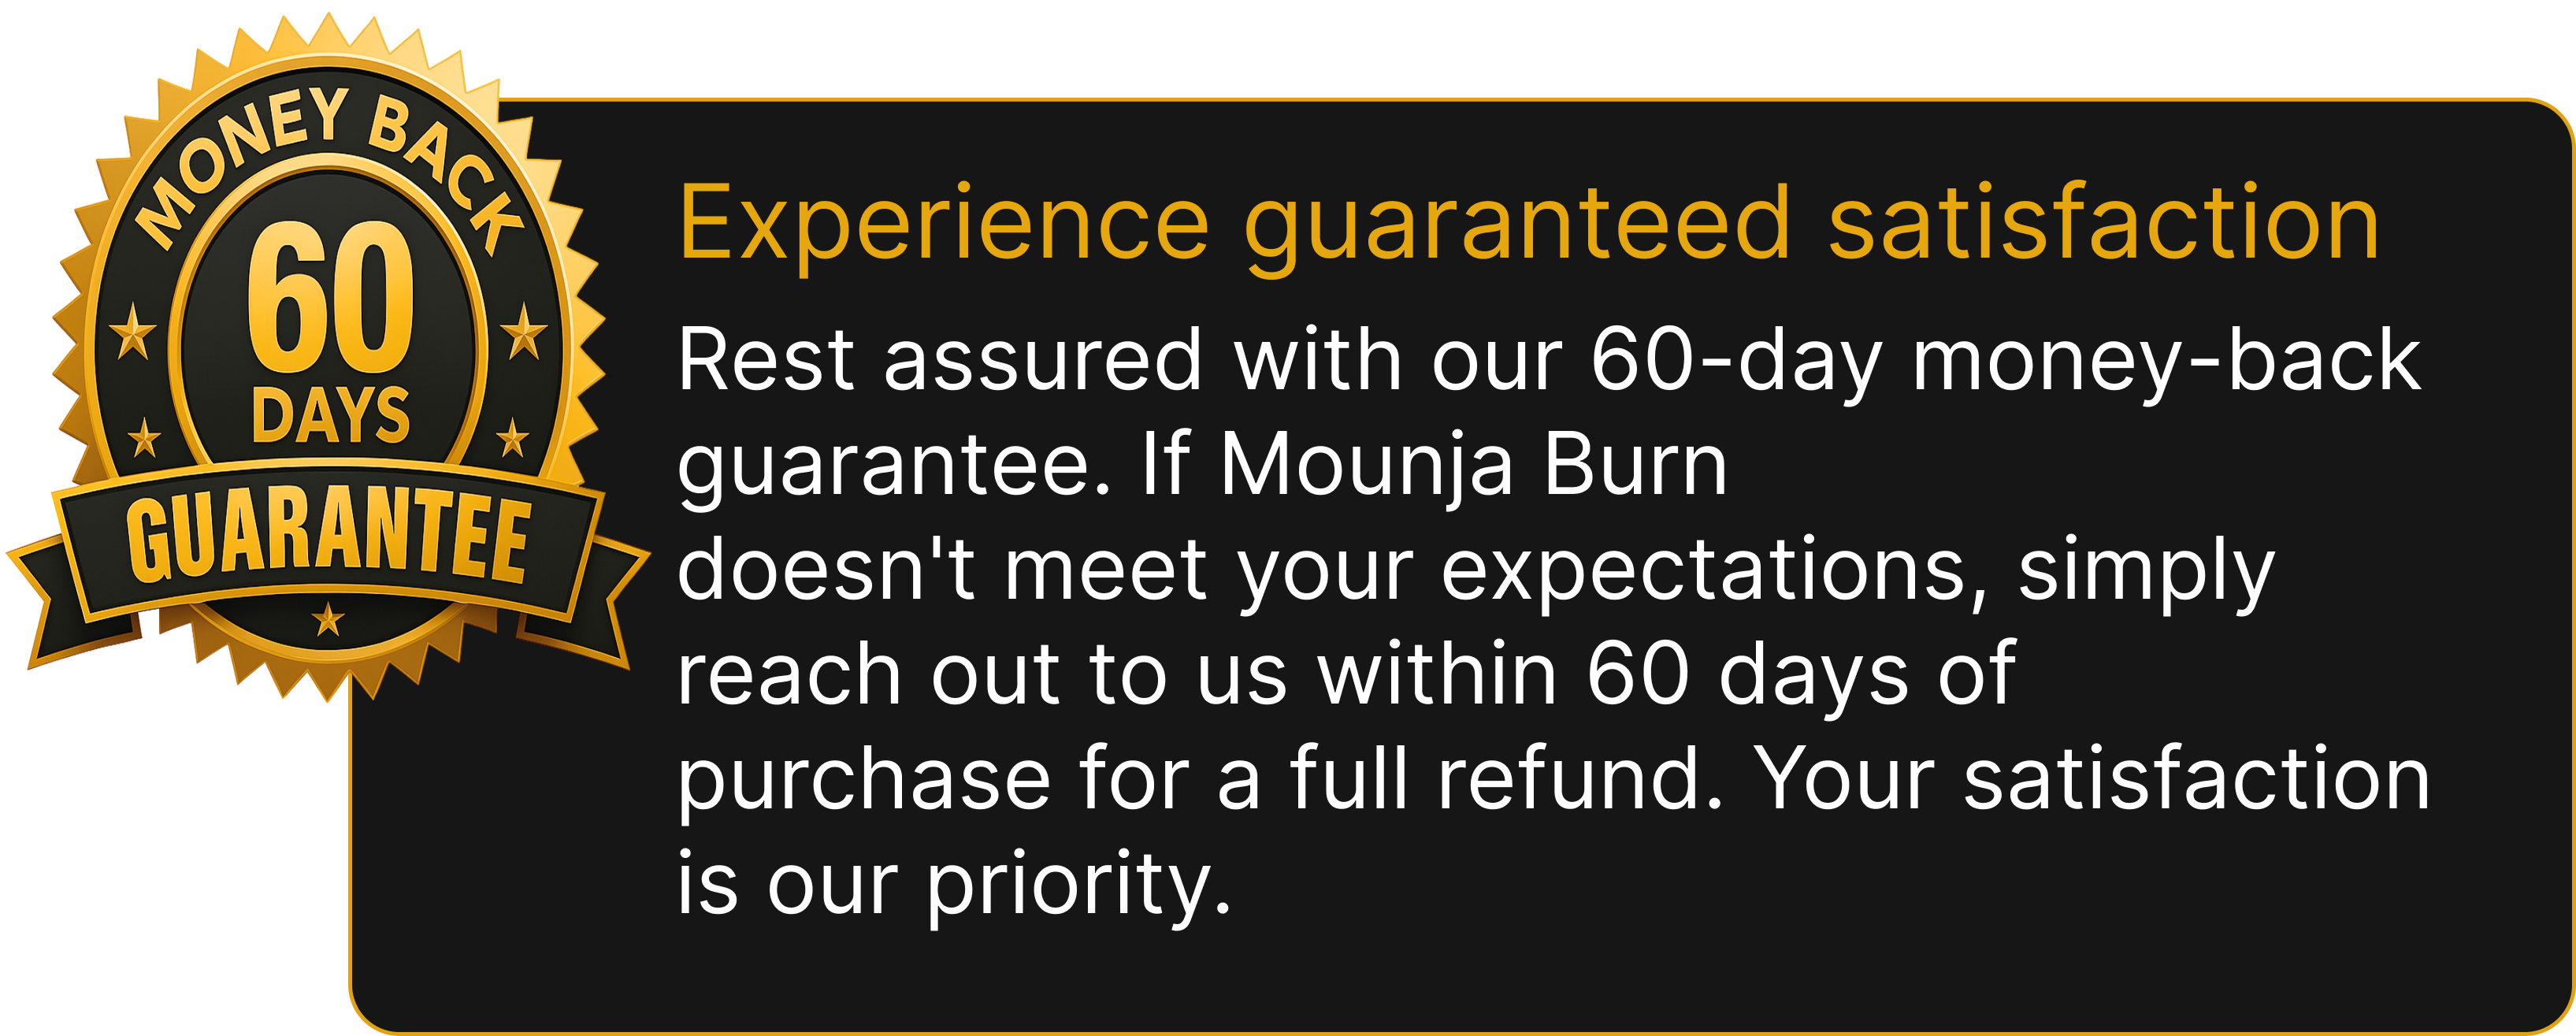 MONEY BACK
60
DAYS
GUARANTEE
Experience guaranteed satisfaction
Rest assured with our 60-day money-back
guarantee. If Mounja Burn
doesn't meet your expectations, simply
reach out to us within 60 days of
purchase for a full refund. Your satisfaction
is our priority.